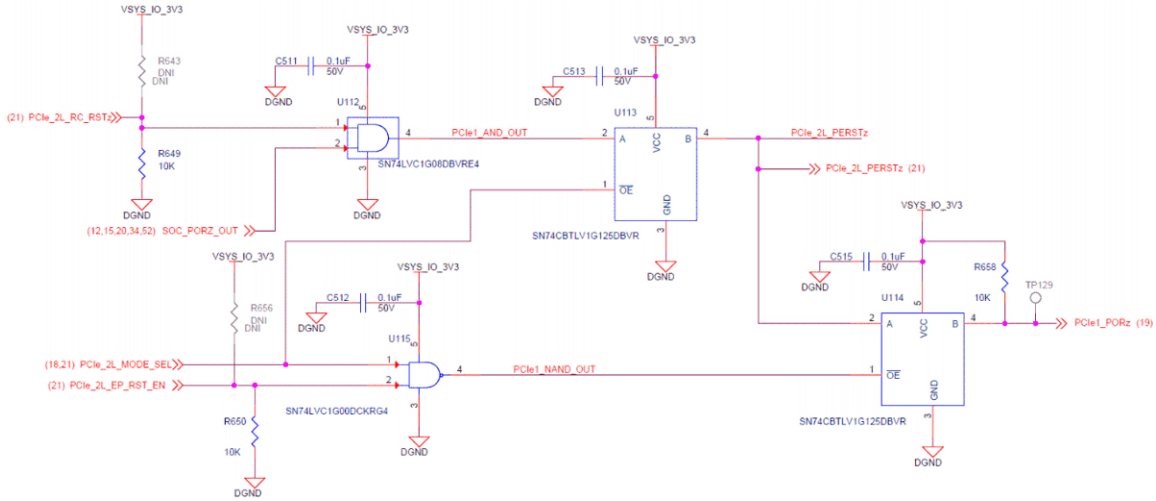 VSYS_IO_3V3
R643
DNI
DNI
(21) PCIe_2L_RC_RSTz
R649
10K
DGND
VSYS_IO_3V3
C511
0.1uF
50V
DGND
U112
5
1
2
4
3
SN74LVC1G08DBVRE4
DGND
(12,15,20,34,52) SOC_PORZ_OUT
PCIe1_AND_OUT
VSYS_IO_3V3
C513
0.1uF
50V
DGND
U113
5
2
A
VCC
B
4
1
OE
GND
3
SN74CBTLV1G125DBVR
DGND
PCIe_2L_PERSTz
PCIe_2L_PERSTz (21)
VSYS_IO_3V3
R656
DNI
DNI
VSYS_IO_3V3
C512
0.1uF
50V
DGND
U115
5
(18,21) PCIe_2L_MODE_SEL
1
(21) PCIe_2L_EP_RST_EN
2
4
3
SN74LVC1G00DCKRG4
DGND
R650
10K
DGND
PCIe1_NAND_OUT
VSYS_IO_3V3
C515
0.1uF
50V
DGND
R658
10K
TP129
U114
5
2
A
VCC
B
4
PCIe1_PORz (19)
1
OE
GND
3
SN74CBTLV1G125DBVR
DGND